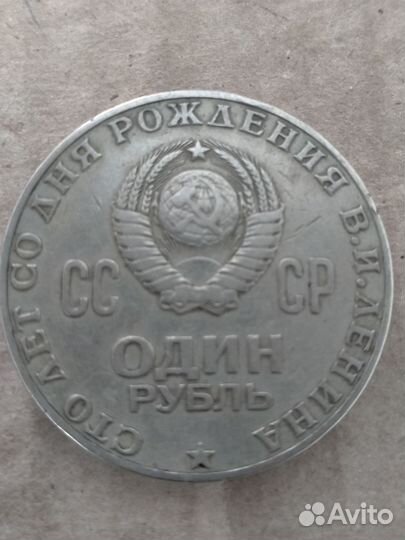 СТО ЛЕТ СО ДНЯ РОЖДЕНИЯ В.И.ЛЕНИНА
СС СР
ОДИН
РУБЛЬ
Avito